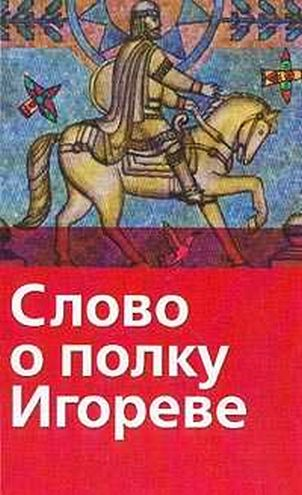 Слово
о полку
Игореве